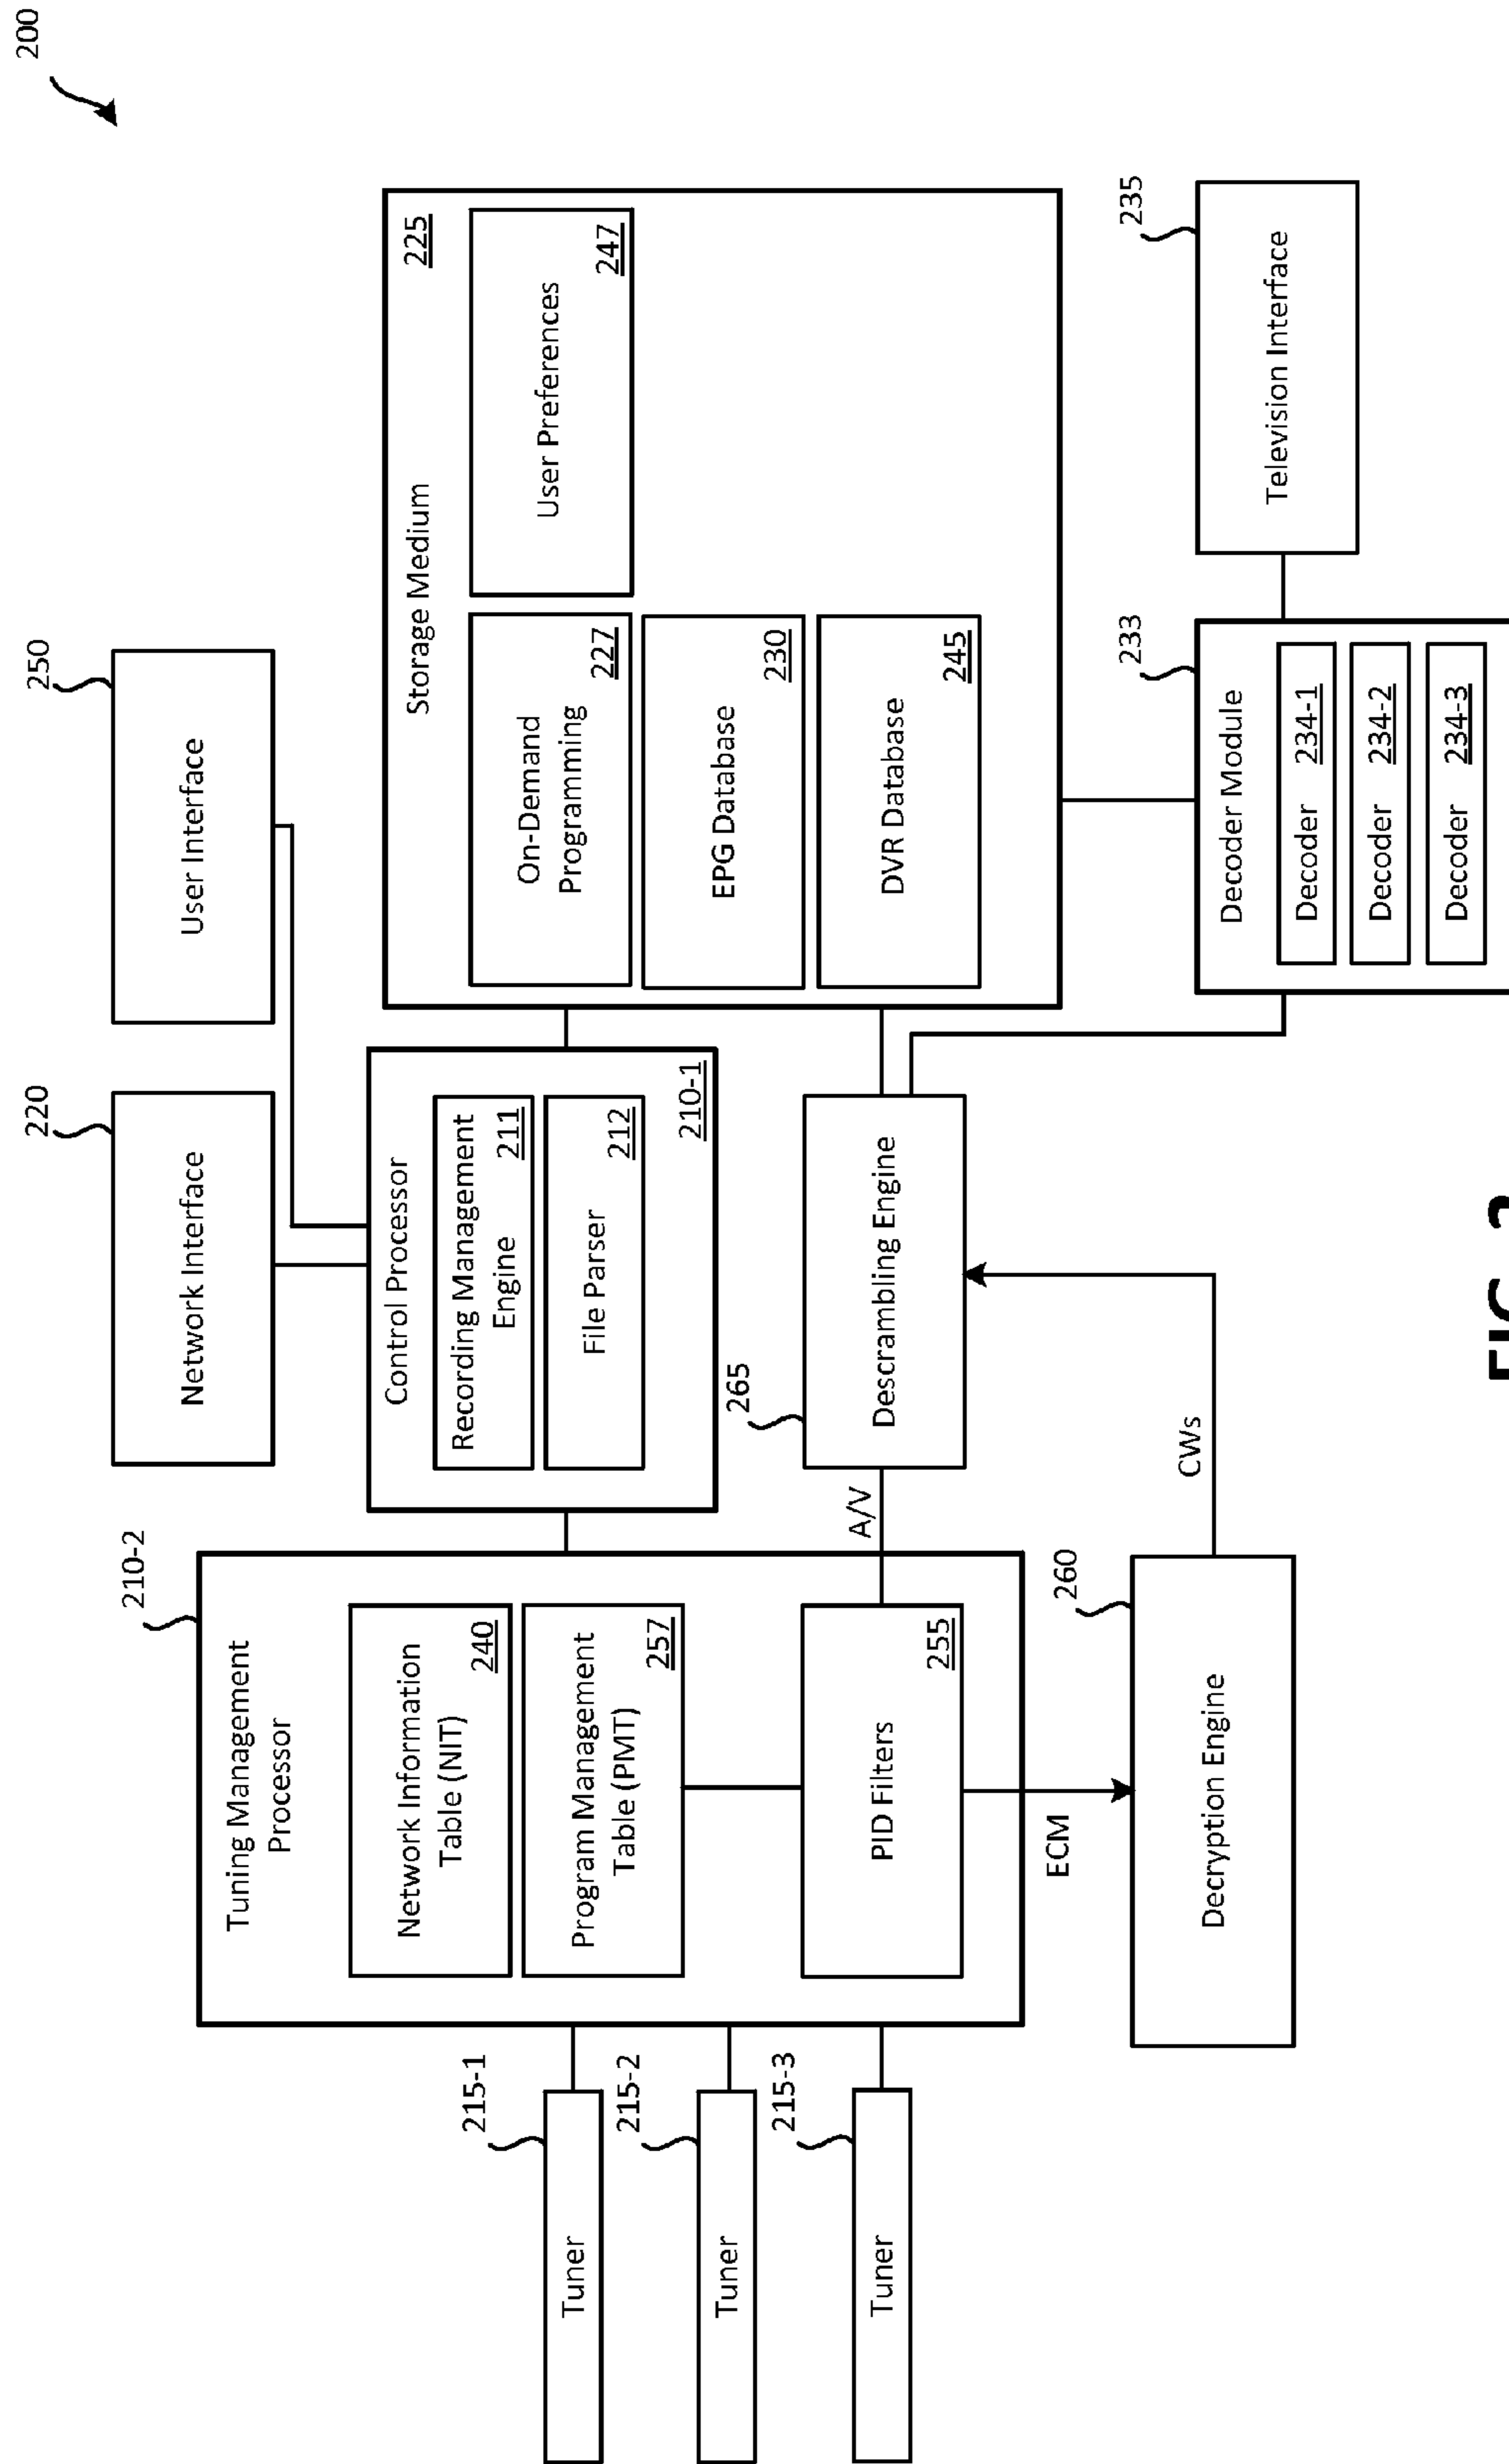 200
210-2
Tuning Management
Processor
Network Information
Table (NIT)
240
Program Management
Table (PMT)
257
PID Filters
255
215-1
Tuner
215-2
Tuner
215-3
Tuner
220
Network Interface
250
User Interface
Control Processor
Recording Management
Engine
211
File Parser
212
210-1
Storage Medium
225
On-Demand
Programming
227
User Preferences
247
EPG Database
230
DVR Database
245
A/V
265
Descrambling Engine
ECM
260
Decryption Engine
CWs
233
Decoder Module
Decoder 234-1
Decoder 234-2
Decoder 234-3
235
Television Interface
FIG. 2